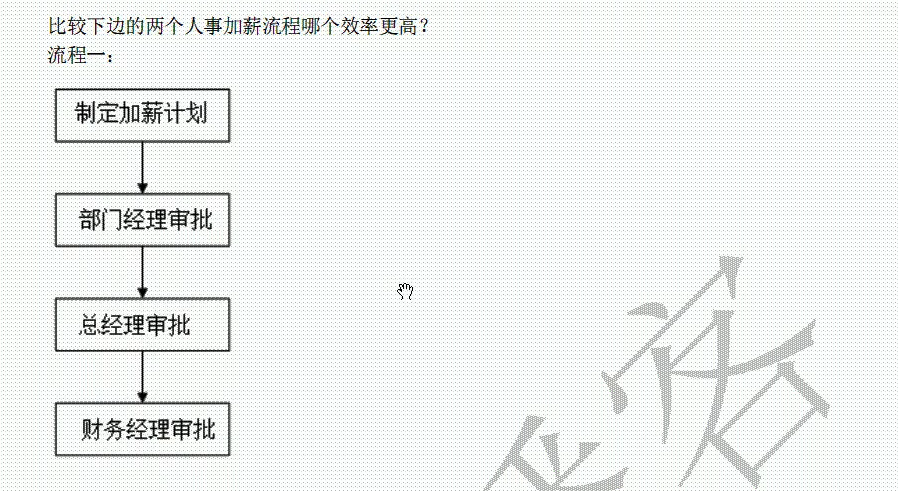 比较下边的两个人事加薪流程哪个效率更高？
流程一：
制定加薪计划
部门经理审批
总经理审批
财务经理审批